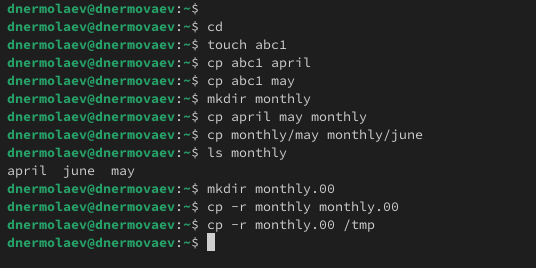 dnermolaev@dnermovaev:~$
dnermolaev@dnermovaev:~$ cd
dnermolaev@dnermovaev:~$ touch abc1
dnermolaev@dnermovaev:~$ cp abc1 april
dnermolaev@dnermovaev:~$ cp abc1 may
dnermolaev@dnermovaev:~$ mkdir monthly
dnermolaev@dnermovaev:~$ cp april may monthly
dnermolaev@dnermovaev:~$ cp monthly/may monthly/june
dnermolaev@dnermovaev:~$ ls monthly
april  june  may
dnermolaev@dnermovaev:~$ mkdir monthly.00
dnermolaev@dnermovaev:~$ cp -r monthly monthly.00
dnermolaev@dnermovaev:~$ cp -r monthly.00 /tmp
dnermolaev@dnermovaev:~$